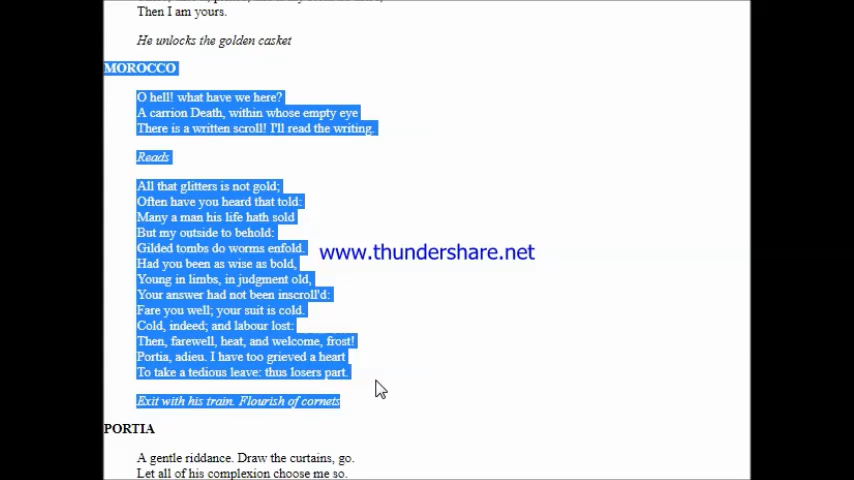 Then I am yours.
He unlocks the golden casket
MOROCCO
O hell! what have we here?
A carrion Death, within whose empty eye
There is a written scroll! I'll read the writing.
Reads
All that glitters is not gold;
Often have you heard that told:
Many a man his life hath sold
But my outside to behold:
Gilded tombs do worms enfold.
Had you been as wise as bold,
Young in limbs, in judgment old,
Your answer had not been inscroll'd:
Fare you well; your suit is cold.
Cold, indeed; and labour lost:
Then, farewell, heat, and welcome, frost!
Portia, adieu. I have too grieved a heart
To take a tedious leave: thus losers part.
Exit with his train. Flourish of cornets
PORTIA
A gentle riddance. Draw the curtains, go.
Let all of his complexion choose me so.
www.thundershare.net